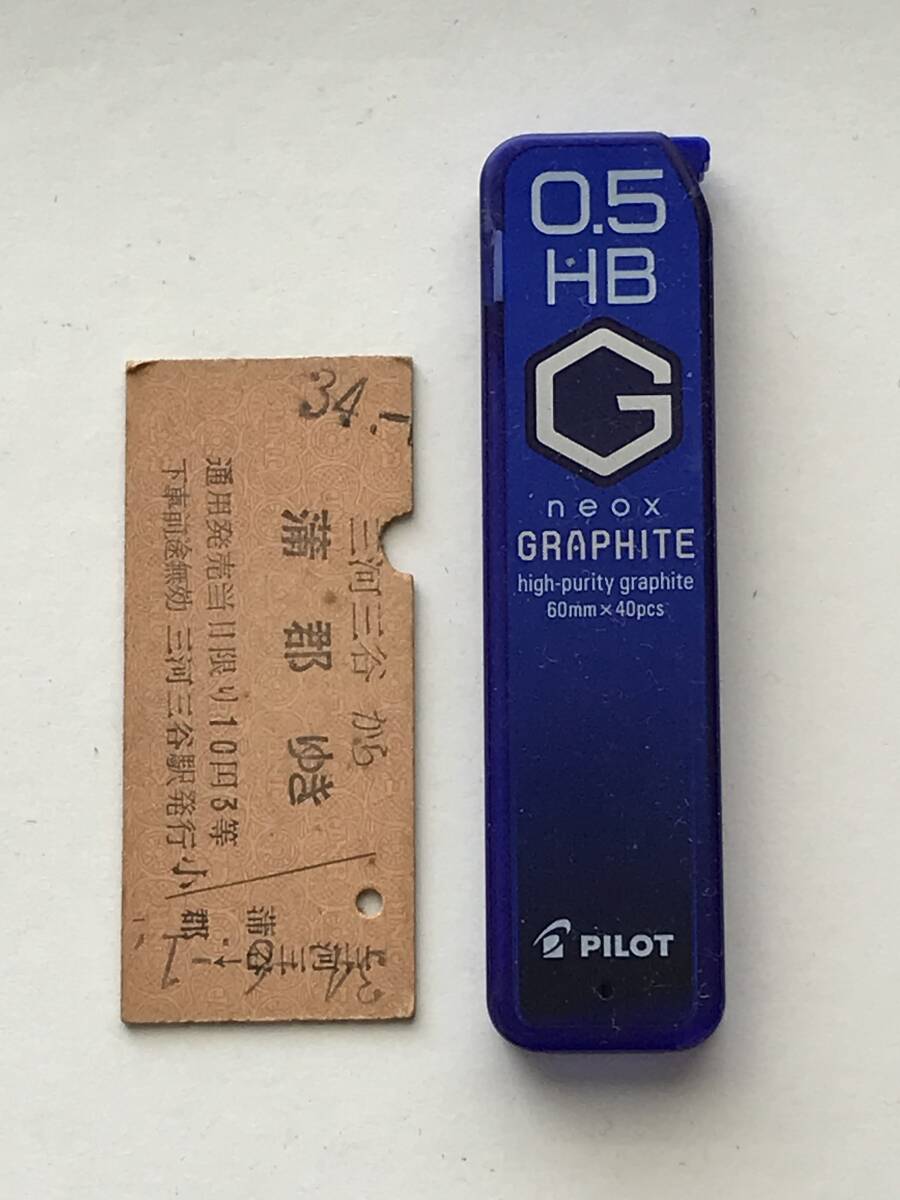 34.1
三河三谷から
蒲郡ゆき
通用発売当日限り10円3等
下車前途無効 三河三谷駅発行
小
三河三谷
↓
蒲郡
0.5
HB
G
neox
GRAPHITE
high-purity graphite
60mm×40pcs
PILOT